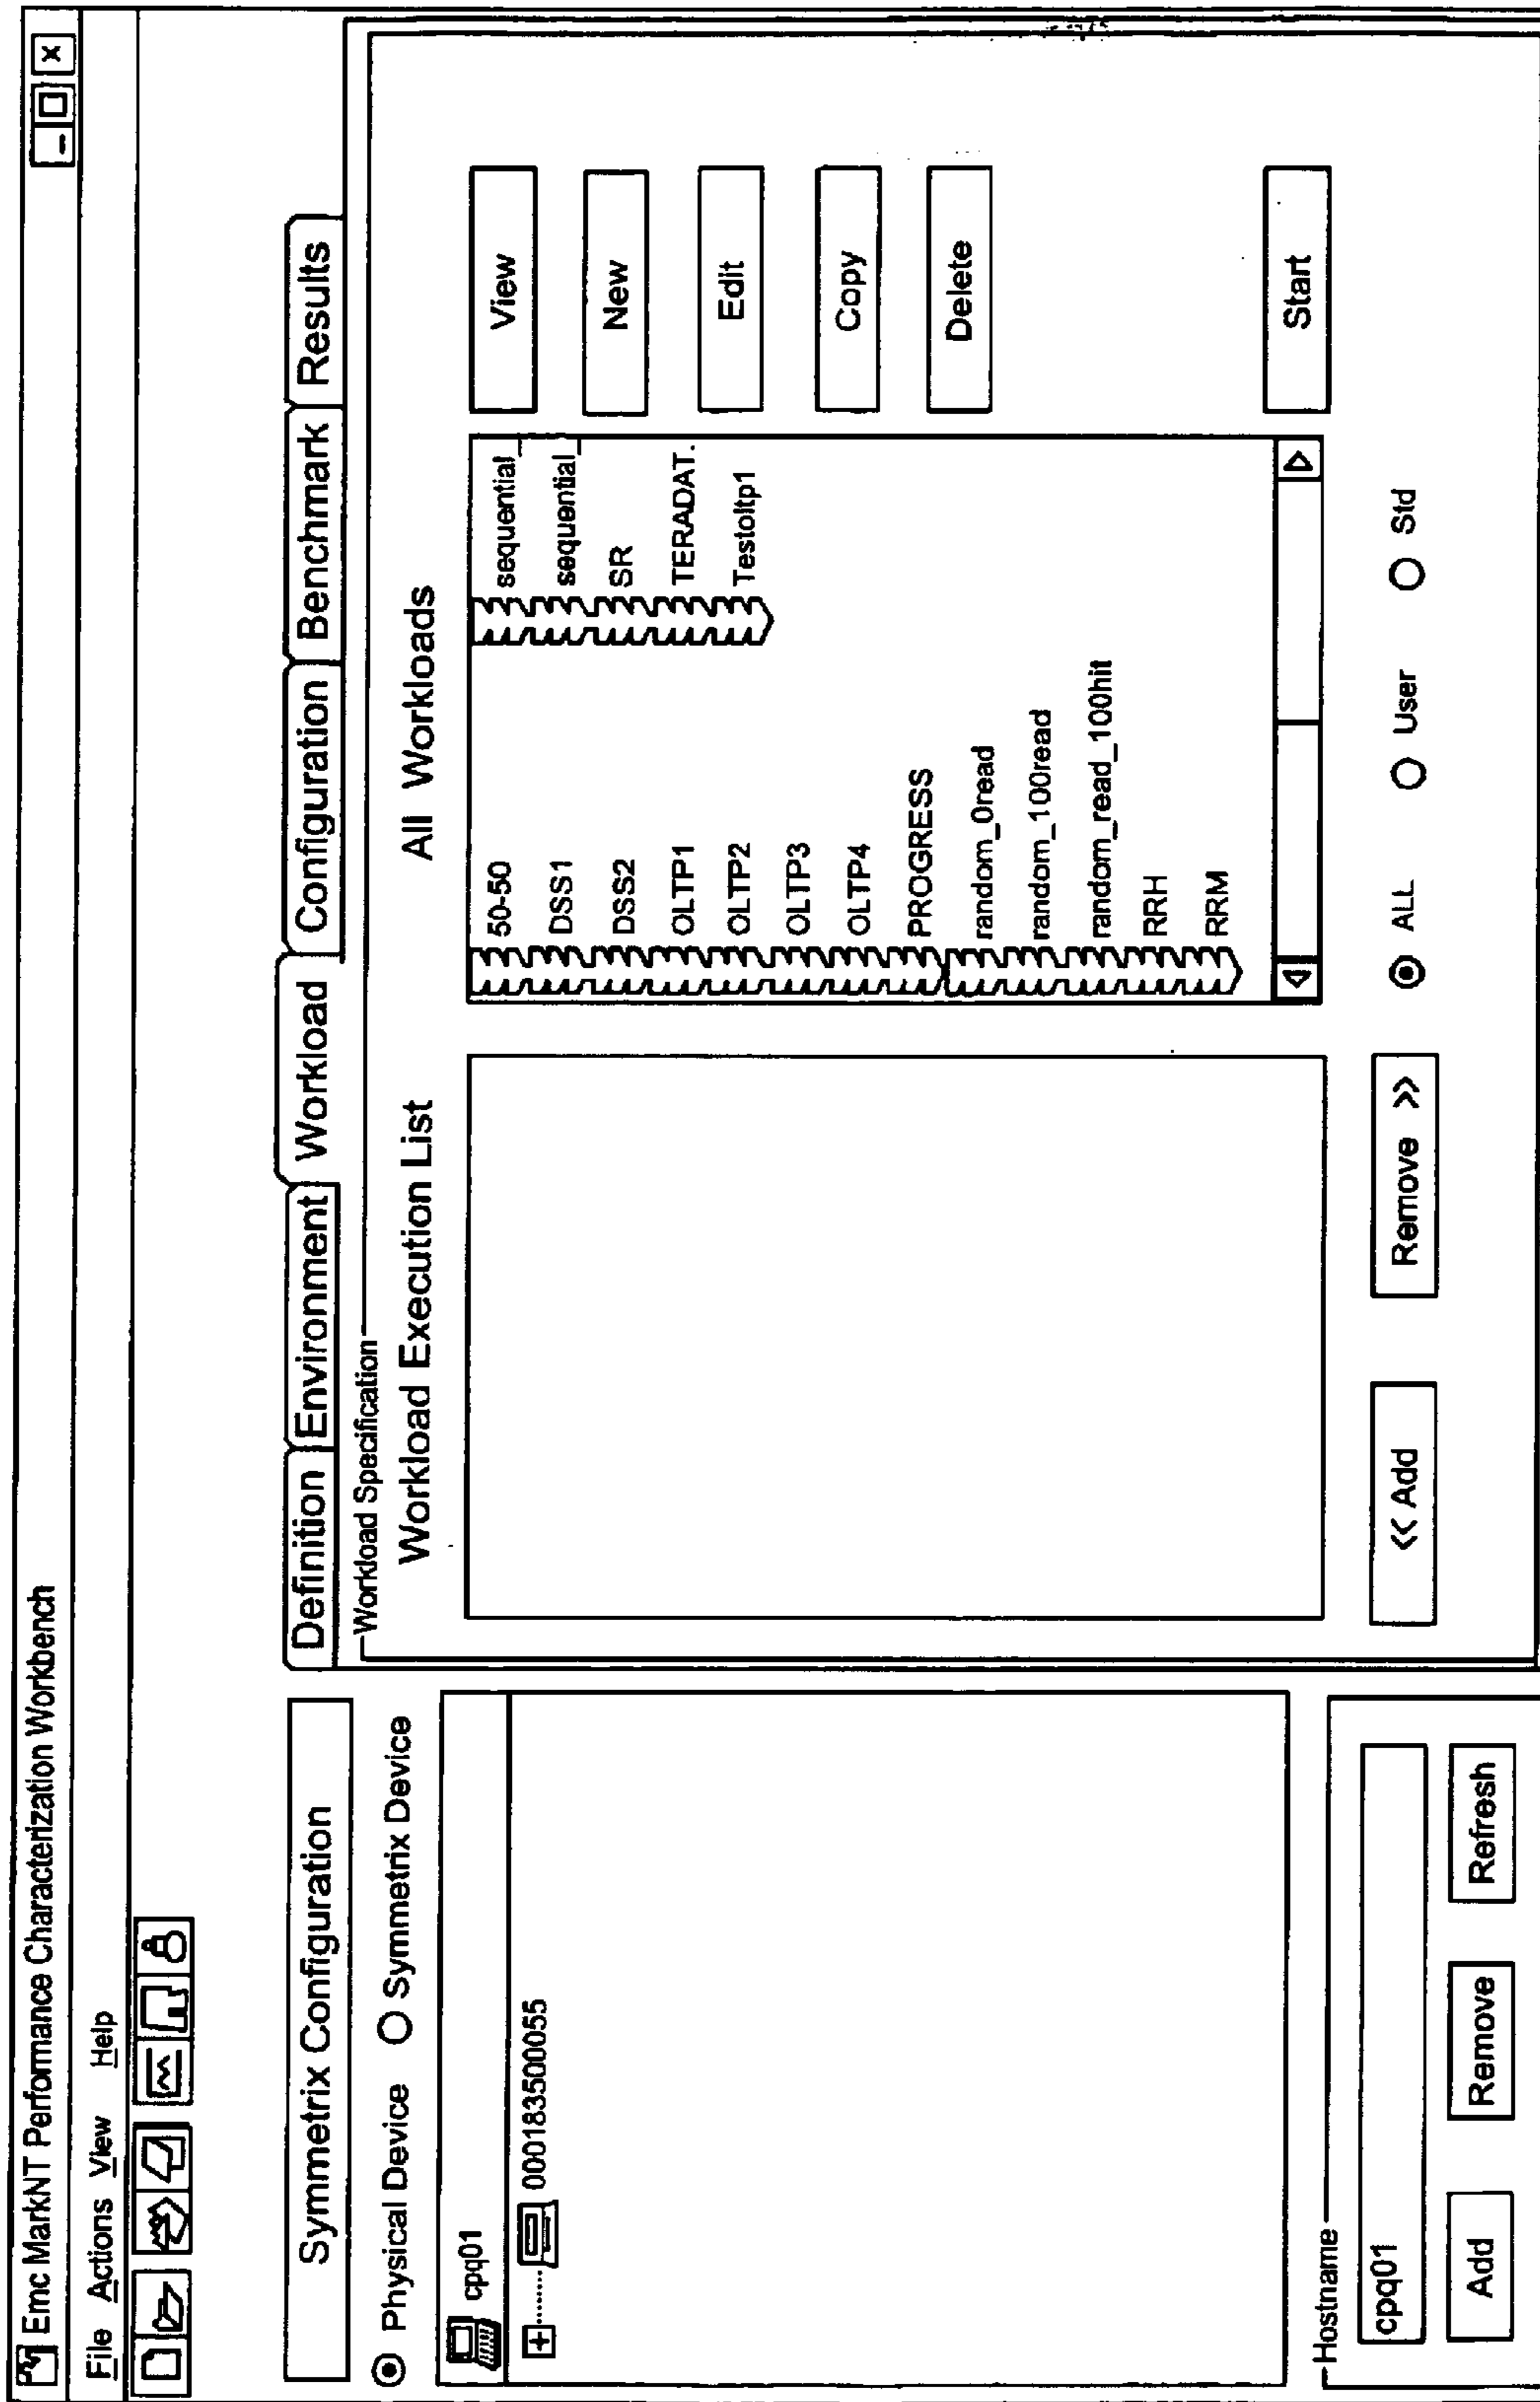 Emc MarkNT Performance Characterization Workbench
File Actions View Help
Symmetrix Configuration
Physical Device Symmetrix Device
cpq01
000183500055
Hostname
cpq01
Add Remove Refresh
Definition Environment Workload Configuration Benchmark Results
Workload Specification
Workload Execution List
<< Add Remove >>
All Workloads
50-50
DSS1
DSS2
OLTP1
OLTP2
OLTP3
OLTP4
PROGRESS
random_0read
random_100read
random_read_100hit
RRH
RRM
sequential_
sequential_
SR
TERADAT.
Testoltp1
ALL User Std
View
New
Edit
Copy
Delete
Start